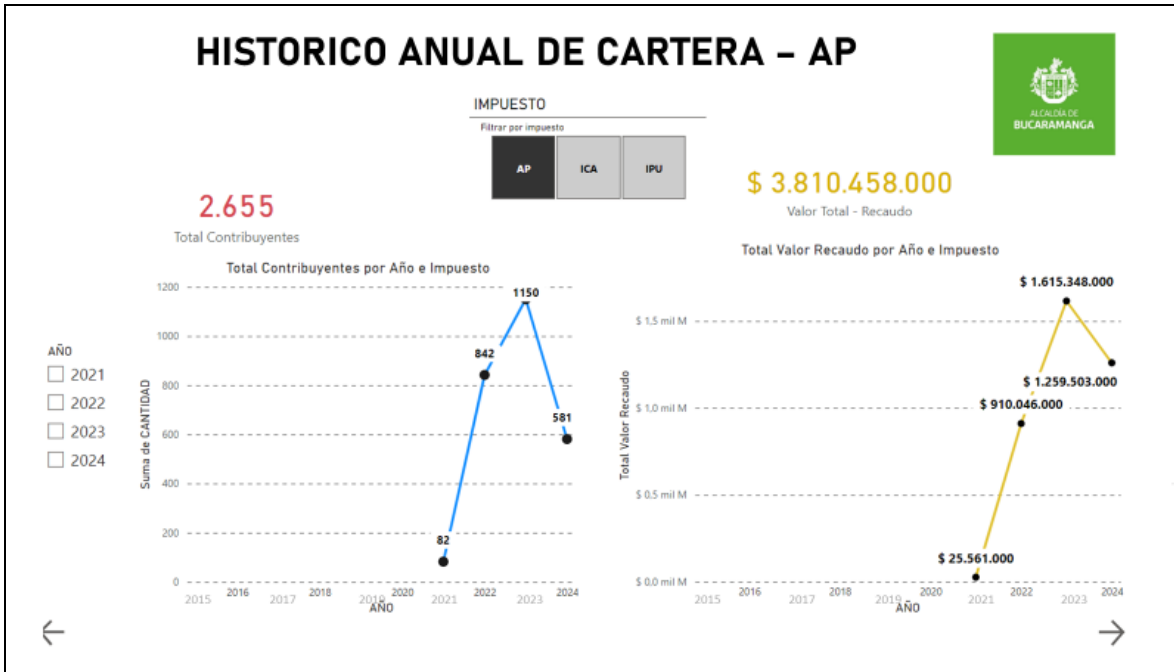 HISTORICO ANUAL DE CARTERA – AP
ALCALDÍA DE
BUCARAMANGA
IMPUESTO
Filtrar por impuesto
AP
ICA
IPU
2.655
Total Contribuyentes
$ 3.810.458.000
Valor Total - Recaudo
AÑO
2021
2022
2023
2024
Total Contribuyentes por Año e Impuesto
Suma de CANTIDAD
1200
1000
800
600
400
200
0
82
842
1150
581
2015
2016
2017
2018
2019
2020
2021
2022
2023
2024
AÑO
Total Valor Recaudo por Año e Impuesto
Total Valor Recaudo
$ 1,5 mil M
$ 1,0 mil M
$ 0,5 mil M
$ 0,0 mil M
$ 25.561.000
$ 910.046.000
$ 1.615.348.000
$ 1.259.503.000
2015
2016
2017
2018
2019
2020
2021
2022
2023
2024
AÑO